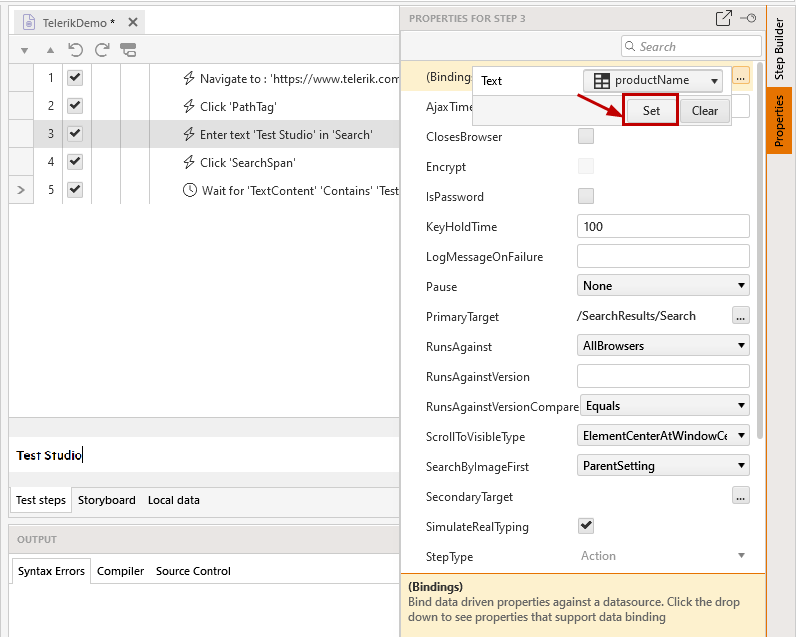 TelerikDemo *
1 Navigate to : 'https://www.telerik.com
2 Click 'PathTag'
3 Enter text 'Test Studio' in 'Search'
4 Click 'SearchSpan'
5 Wait for 'TextContent' 'Contains' 'Test
Test Studio
Test steps Storyboard Local data
OUTPUT
Syntax Errors Compiler Source Control
PROPERTIES FOR STEP 3
Search
(Bindings
...
Text productName
Set Clear
AjaxTime
ClosesBrowser
Encrypt
IsPassword
KeyHoldTime 100
LogMessageOnFailure
Pause None
PrimaryTarget /SearchResults/Search ...
RunsAgainst AllBrowsers
RunsAgainstVersion
RunsAgainstVersionCompare Equals
ScrollToVisibleType ElementCenterAtWindowCe
SearchByImageFirst ParentSetting
SecondaryTarget ...
SimulateRealTyping
StepType Action
(Bindings)
Bind data driven properties against a datasource. Click the drop
down to see properties that support data binding
Step Builder
Properties